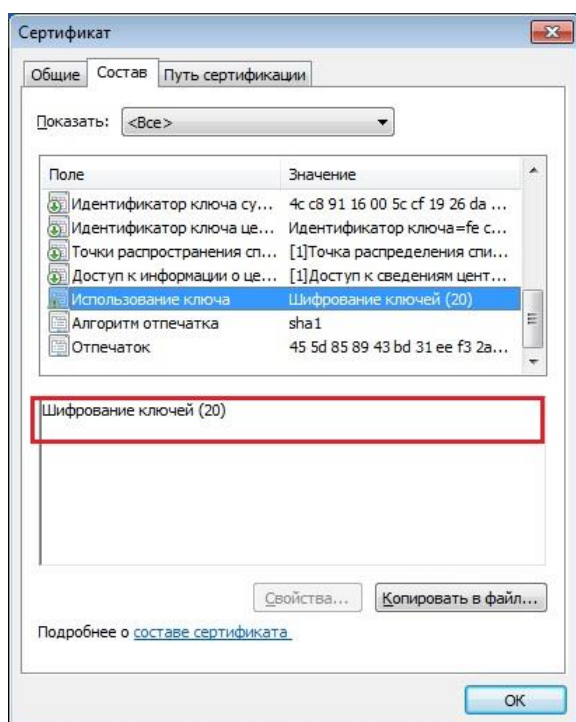 Сертификат
Общие Состав Путь сертификации
Показать: <Все>
Поле Значение
Идентификатор ключа су... 4c c8 91 16 00 5c cf 19 26 da ...
Идентификатор ключа це... Идентификатор ключа=fe c...
Точки распространения сп... [1]Точка распределения спи...
Доступ к информации о це... [1]Доступ к сведениям цент...
Использование ключа Шифрование ключей (20)
Алгоритм отпечатка sha1
Отпечаток 45 5d 85 89 43 bd 31 ee f3 2a...
Шифрование ключей (20)
Свойства... Копировать в файл...
Подробнее о составе сертификата
ОК